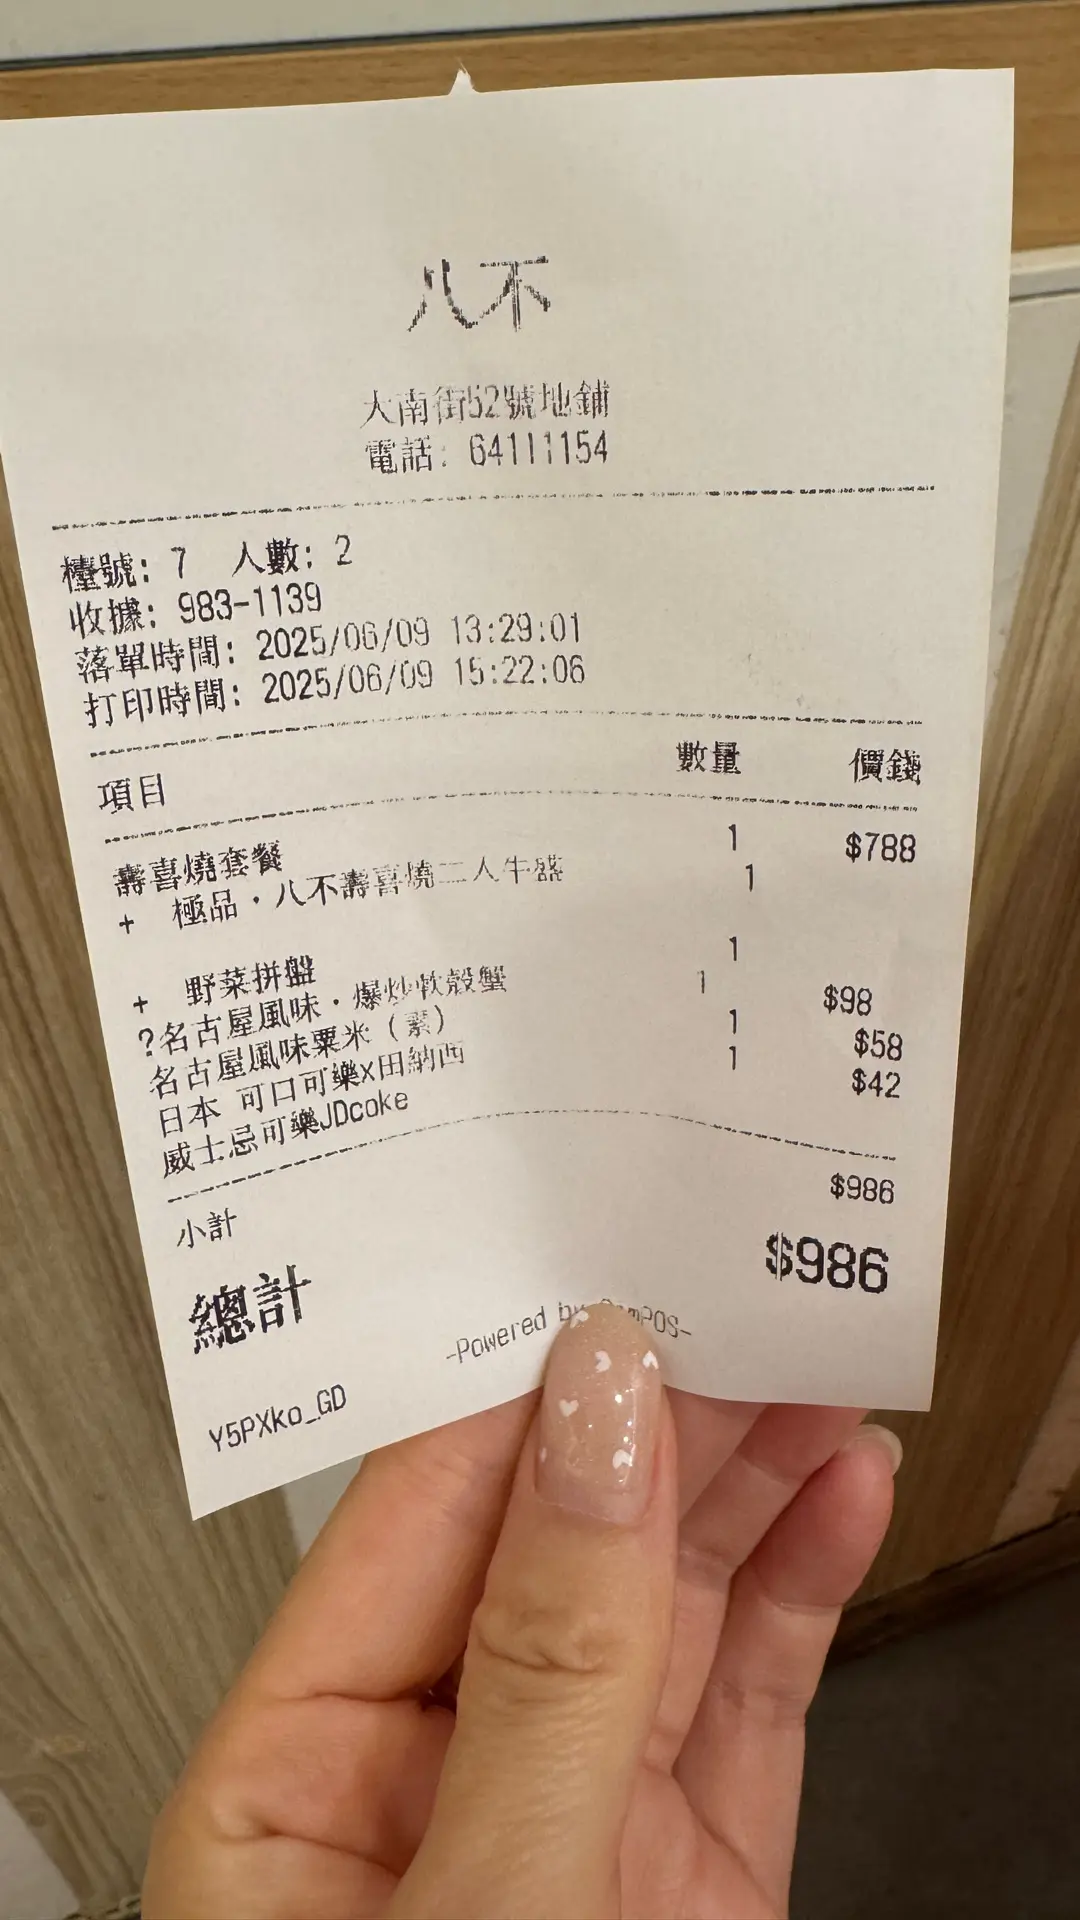 八不
大南街52號地鋪
電話: 64111154
檯號: 7 人數: 2
收據: 983-1139
落單時間: 2025/06/09 13:29:01
打印時間: 2025/06/09 15:22:06
項目 數量 價錢
壽喜燒套餐 1 $788
+ 極品・八不壽喜燒二人牛盛 1
+ 野菜拼盤 1
?名古屋風味・爆炒軟殼蟹 1 $98
名古屋風味粟米（素） 1 $58
日本 可口可樂x田納西 1 $42
威士忌可樂JDcoke
小計 $986
總計 $986
-Powered by
Y5PXKo_GD